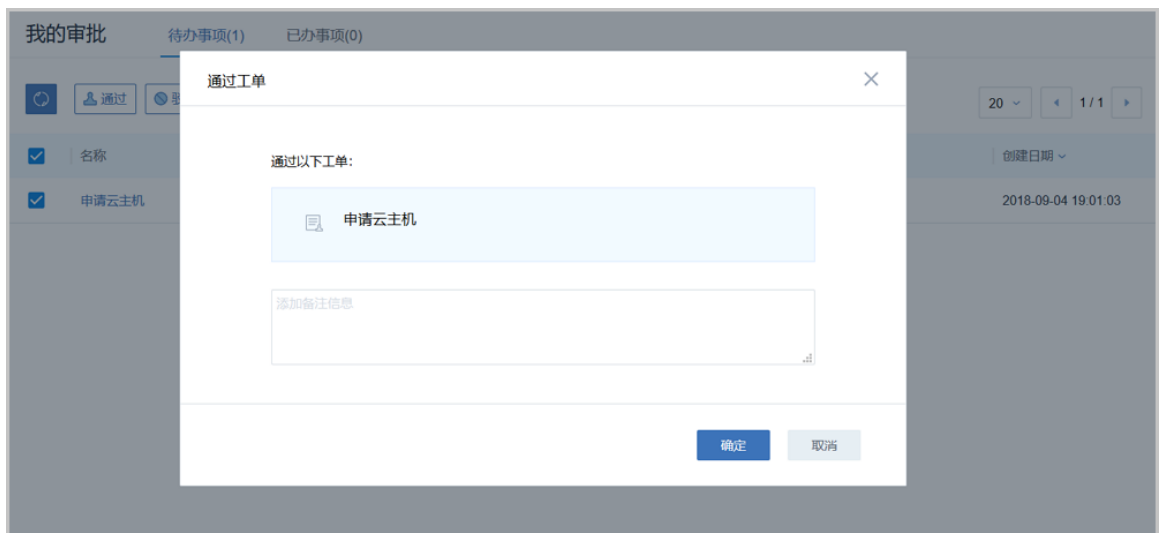 我的审批 待办事项(1) 已办事项(0)
通过工单
通过 20 1 / 1
名称 通过以下工单: 创建日期
申请云主机 申请云主机 2018-09-04 19:01:03
添加备注信息
确定 取消